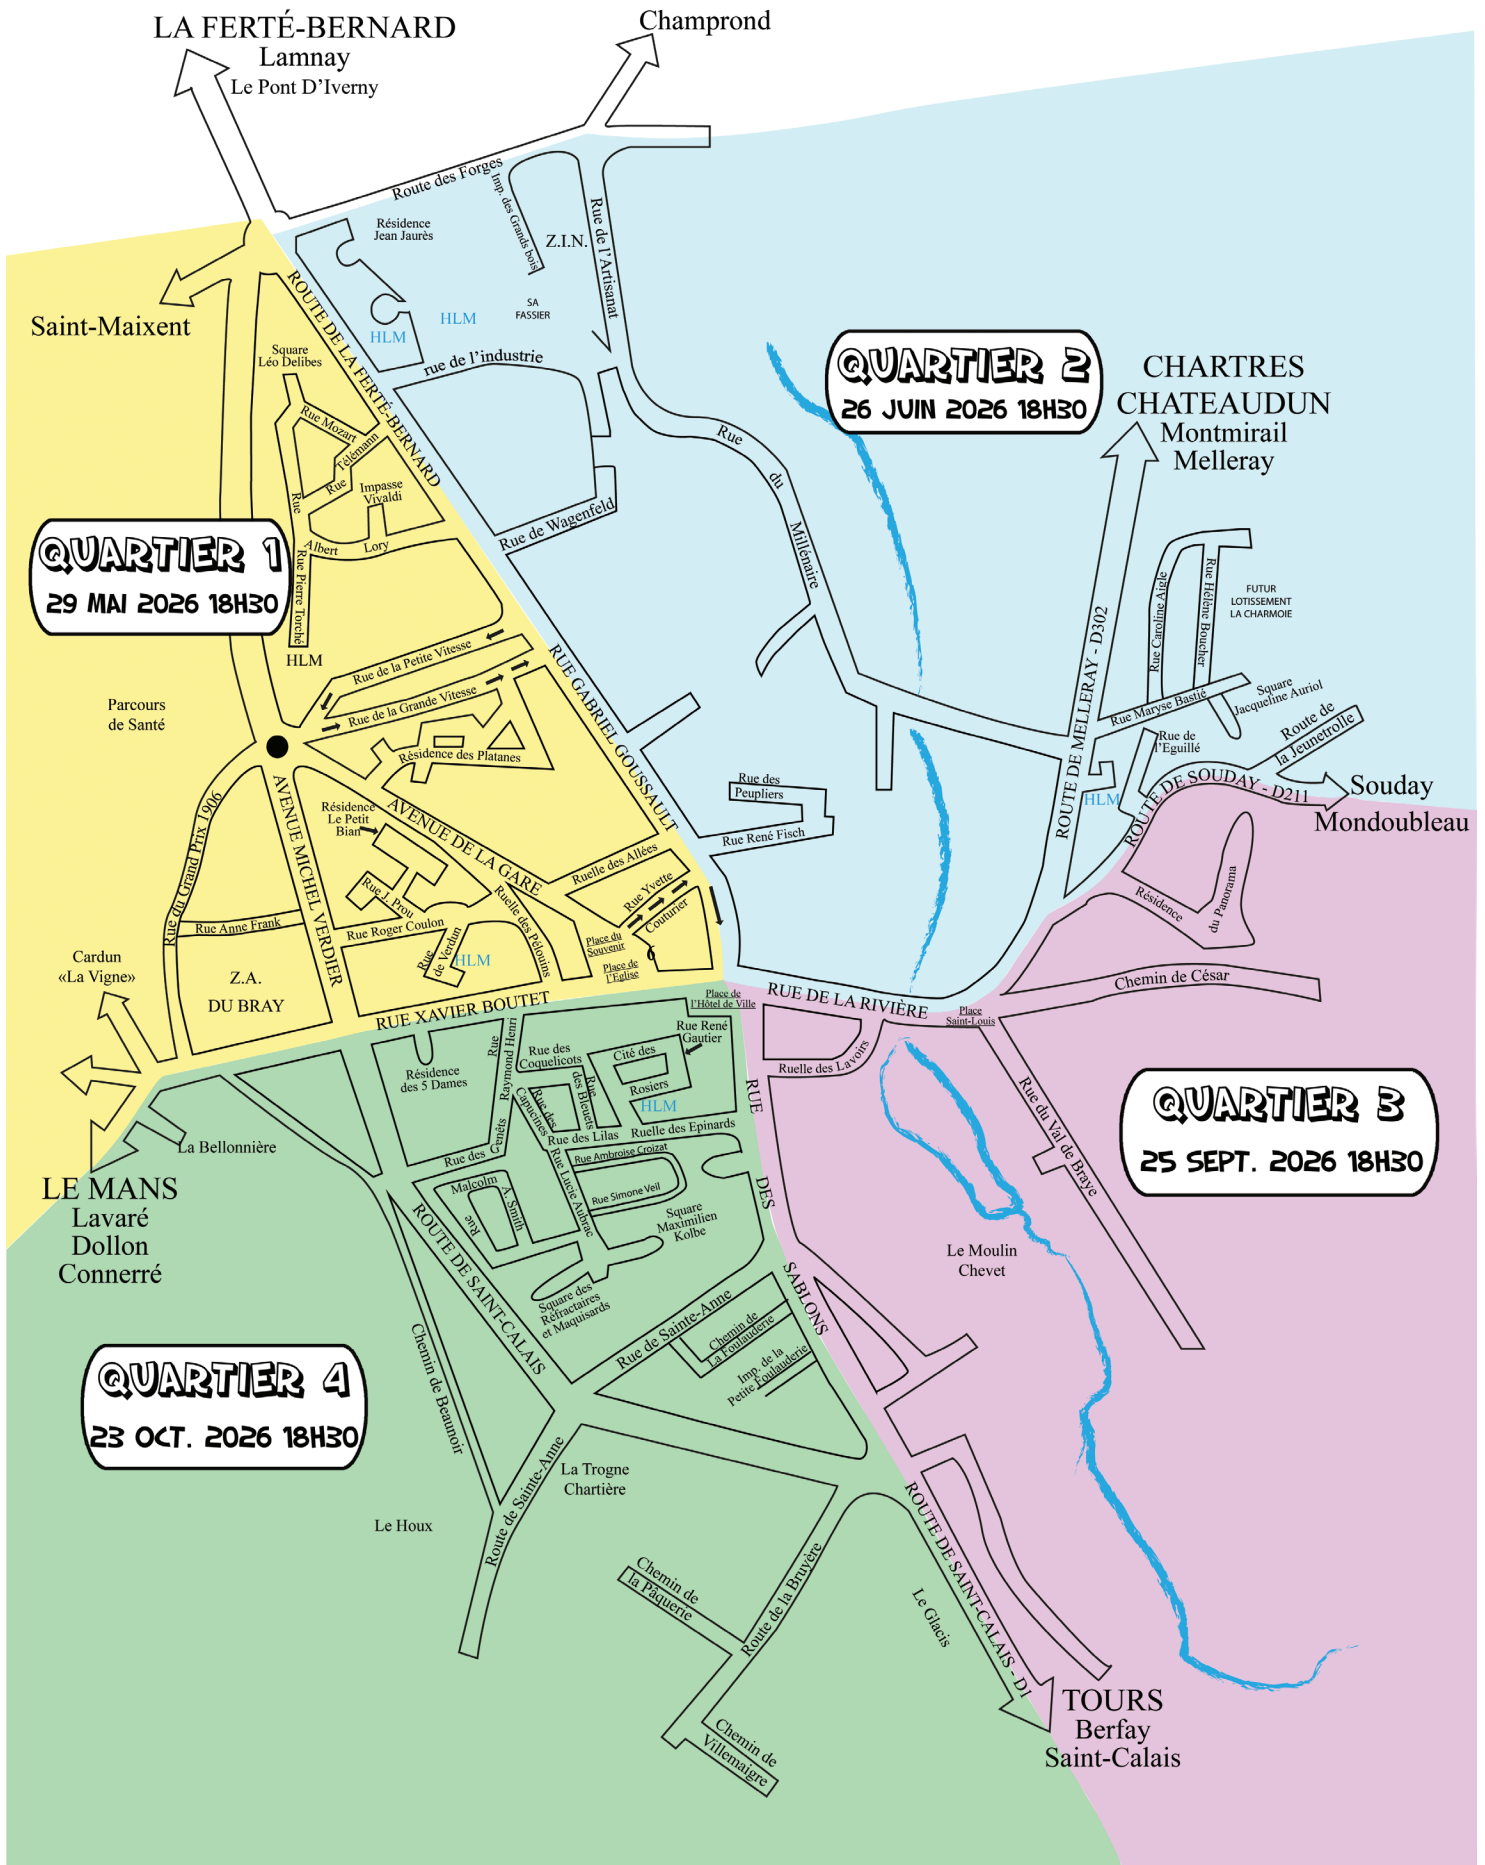 LA FERTÉ-BERNARD
Lamnay
Le Pont D'Iverny
Champrond
Route des Forges
Imp. des Grands bois
Z.I.N.
Rue de l'Artisanat
Résidence
Jean Jaurès
HLM
HLM
SA
FASSIER
rue de l'industrie
Saint-Maixent
ROUTE DE LA FERTÉ-BERNARD
Square
Léo Delibes
Rue Mozart
Rue Télémann
Impasse
Vivaldi
Rue Albert Lory
Rue Pierre Torché
HLM
QUARTIER 1
29 MAI 2026 18H30
QUARTIER 2
26 JUIN 2026 18H30
CHARTRES
CHATEAUDUN
Montmirail
Melleray
Rue de Wagenfeld
Rue du Millénaire
Rue Caroline Aigle
Rue Hélène Boucher
FUTUR
LOTISSEMENT
LA CHARMOIE
Rue Maryse Bastié
Square
Jacqueline Auriol
Route de
la Jeunetrolle
Rue de
l'Eguillé
HLM
ROUTE DE MELLERAY - D302
ROUTE DE SOUDAY - D211
Souday
Mondoubleau
Parcours
de Santé
Rue de la Petite Vitesse
Rue de la Grande Vitesse
Résidence des Platanes
RUE GABRIEL GOUSSAULT
Rue des
Peupliers
Rue René Fisch
Résidence
Le Petit
Bian
AVENUE DE LA GARE
AVENUE MICHEL VERDIER
Rue du Grand Prix 1906
Rue Anne Frank
Rue J. Prou
Rue Roger Coulon
Rue
de Verdun
HLM
Ruelle des Pélouins
Ruelle des Allées
Rue Yvette
Couturier
Place du
Souvenir
Place de
l'Eglise
Résidence
du Panorama
Chemin de César
Cardun
«La Vigne»
Z.A.
DU BRAY
RUE XAVIER BOUTET
Place de
l'Hôtel de Ville
RUE DE LA RIVIÈRE
Place
Saint-Louis
Ruelle des Lavoirs
Rue du Val de Braye
QUARTIER 3
25 SEPT. 2026 18H30
Résidence
des 5 Dames
Rue
Raymond Henri
Rue des
Coquelicots
Rue René
Gautier
Cité des
Rosiers
HLM
Rue
des Bleuets
Rue des
Capucines
Rue des Lilas
Ruelle des Epinards
Rue des Genêts
Rue Ambroise Croizat
Rue Simone Veil
Rue Lucie Aubrac
Rue Malcolm A. Smith
Square
Maximilien
Kolbe
Square des
Réfractaires
et Maquisards
La Bellonnière
LE MANS
Lavaré
Dollon
Connerré
ROUTE DE SAINT-CALAIS
RUE DES SABLONS
Le Moulin
Chevet
Rue de Sainte-Anne
Chemin de
La Foulauderie
Imp. de la
Petite Foulauderie
Chemin de Beaunoir
QUARTIER 4
23 OCT. 2026 18H30
La Trogne
Chartière
Le Houx
Route de Sainte-Anne
Chemin de
la Pâquerie
Route de la Bruyère
Le Glacis
ROUTE DE SAINT-CALAIS - D1
Chemin de
Villemaigre
TOURS
Berfay
Saint-Calais